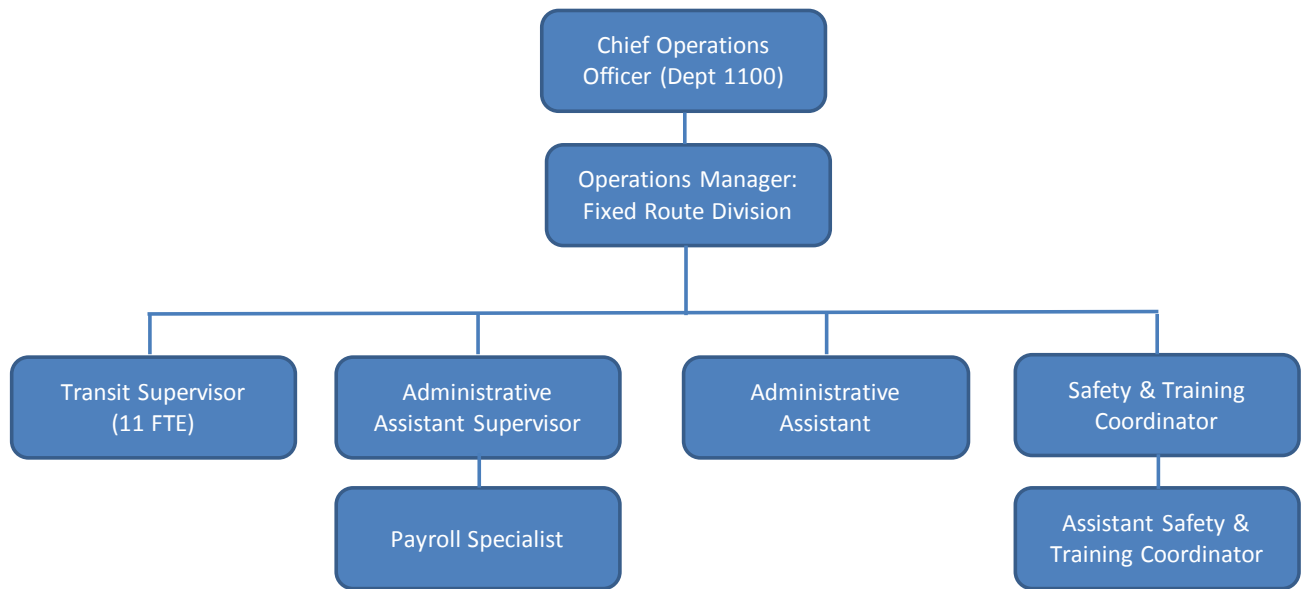 Chief Operations
Officer (Dept 1100)
Operations Manager:
Fixed Route Division
Transit Supervisor
(11 FTE)
Administrative
Assistant Supervisor
Administrative
Assistant
Safety & Training
Coordinator
Payroll Specialist
Assistant Safety &
Training Coordinator